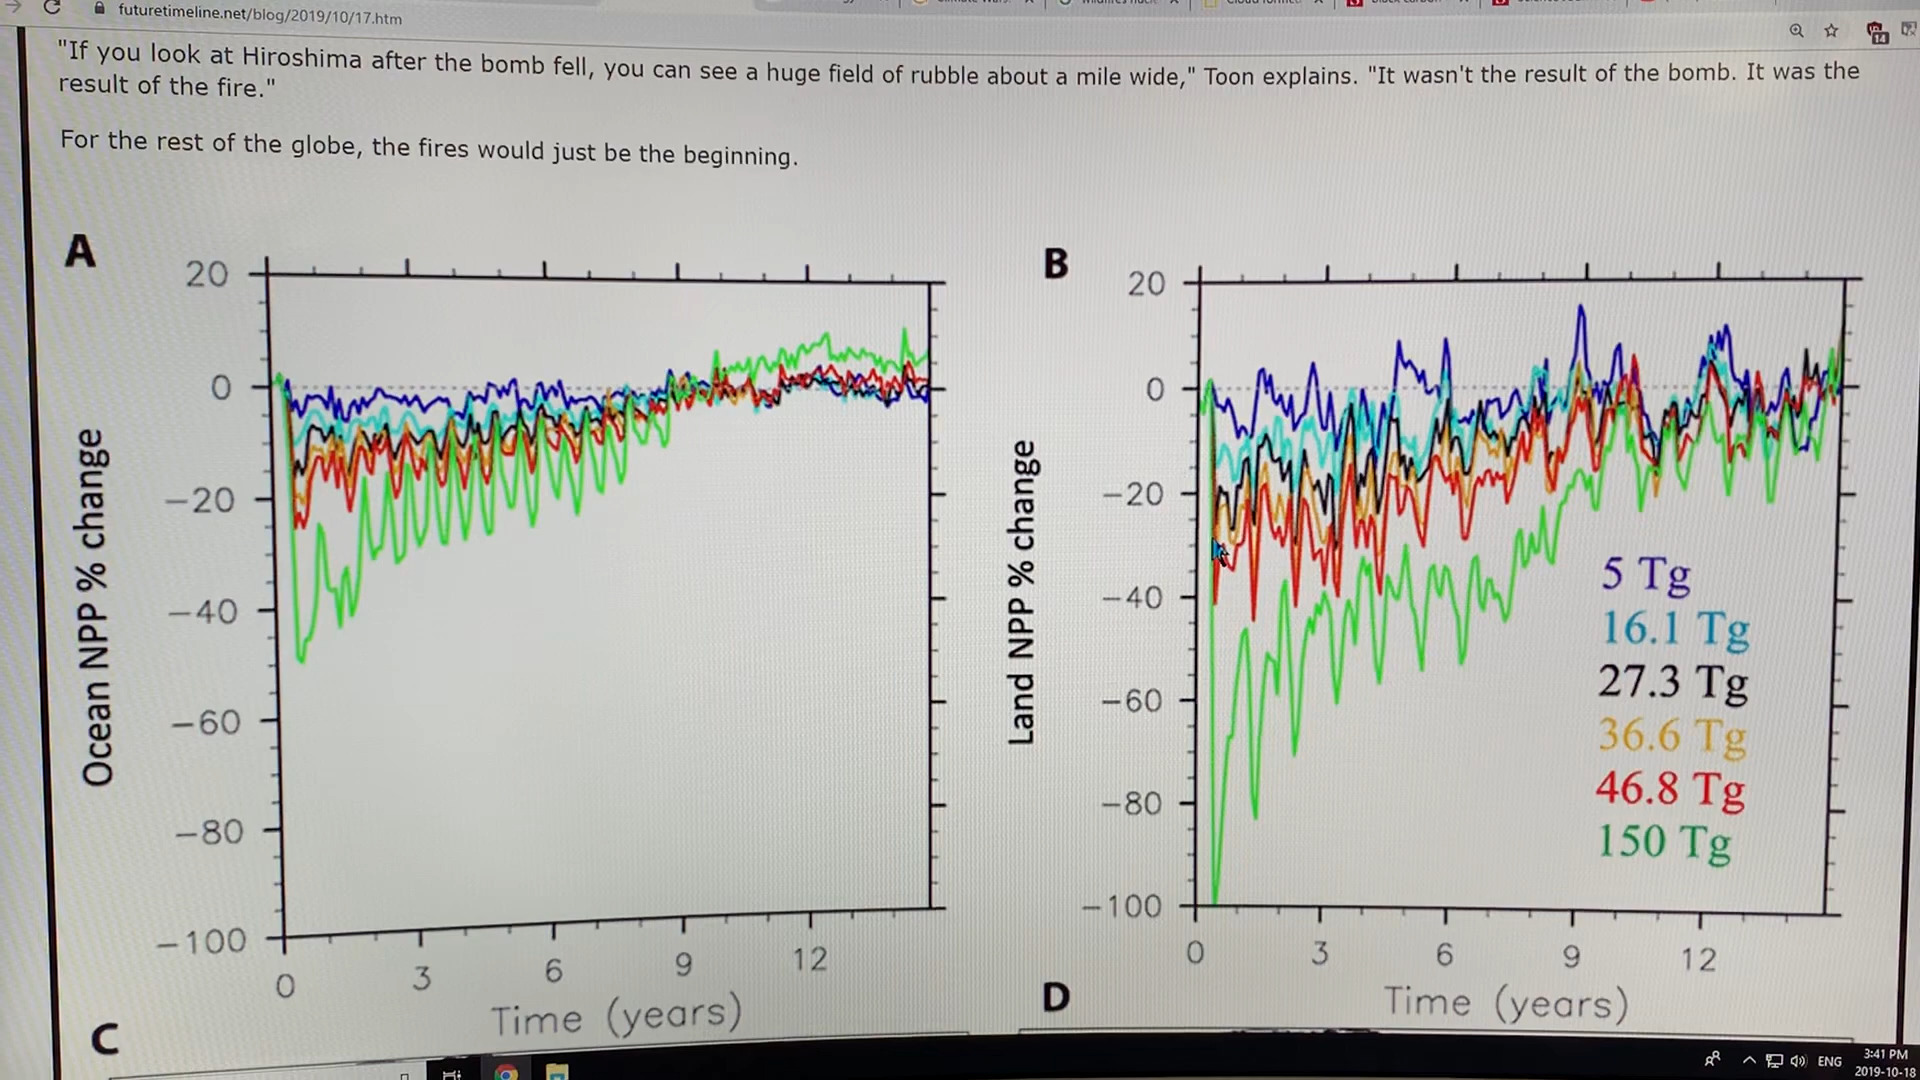 futuretimeline.net/blog/2019/10/17.htm
14
"If you look at Hiroshima after the bomb fell, you can see a huge field of rubble about a mile wide," Toon explains. "It wasn't the result of the bomb. It was the
result of the fire."
For the rest of the globe, the fires would just be the beginning.
A
20
0
−20
−40
−60
−80
−100
Ocean NPP % change
0 3 6 9 12
Time (years)
B
20
0
−20
−40
−60
−80
−100
Land NPP % change
5 Tg
16.1 Tg
27.3 Tg
36.6 Tg
46.8 Tg
150 Tg
0 3 6 9 12
Time (years)
C
D
ENG
3:41 PM
2019-10-18